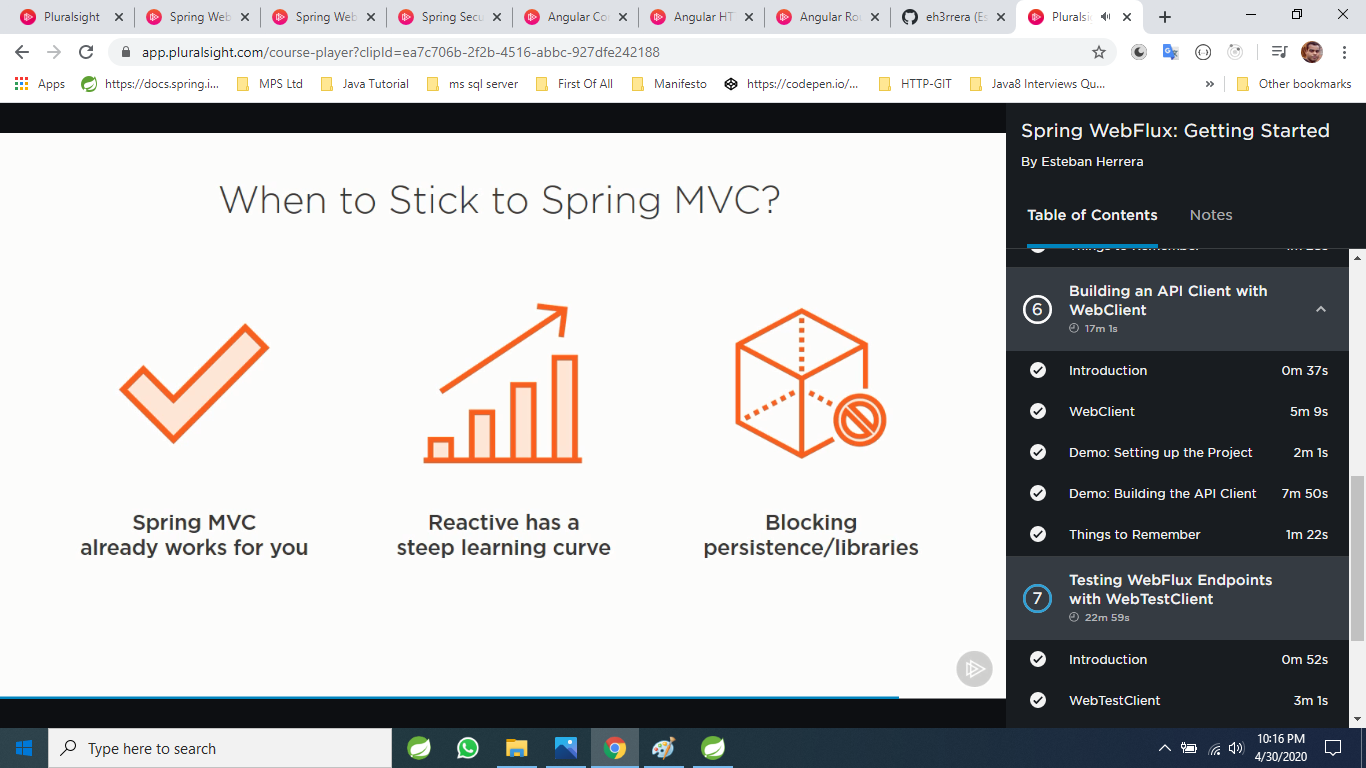 Pluralsight
Spring Web
Spring Web
Spring Secu
Angular Co
Angular HT
Angular Rou
eh3rrera (Es
Pluralsi
app.pluralsight.com/course-player?clipId=ea7c706b-2f2b-4516-abbc-927dfe242188
Apps
https://docs.spring.i...
MPS Ltd
Java Tutorial
ms sql server
First Of All
Manifesto
https://codepen.io/...
HTTP-GIT
Java8 Interviews Qu...
»
Other bookmarks
When to Stick to Spring MVC?
Spring MVC
already works for you
Reactive has a
steep learning curve
Blocking
persistence/libraries
Spring WebFlux: Getting Started
By Esteban Herrera
Table of Contents
Notes
6
Building an API Client with
WebClient
17m 1s
Introduction 0m 37s
WebClient 5m 9s
Demo: Setting up the Project 2m 1s
Demo: Building the API Client 7m 50s
Things to Remember 1m 22s
7
Testing WebFlux Endpoints
with WebTestClient
22m 59s
Introduction 0m 52s
WebTestClient 3m 1s
Type here to search
10:16 PM
4/30/2020